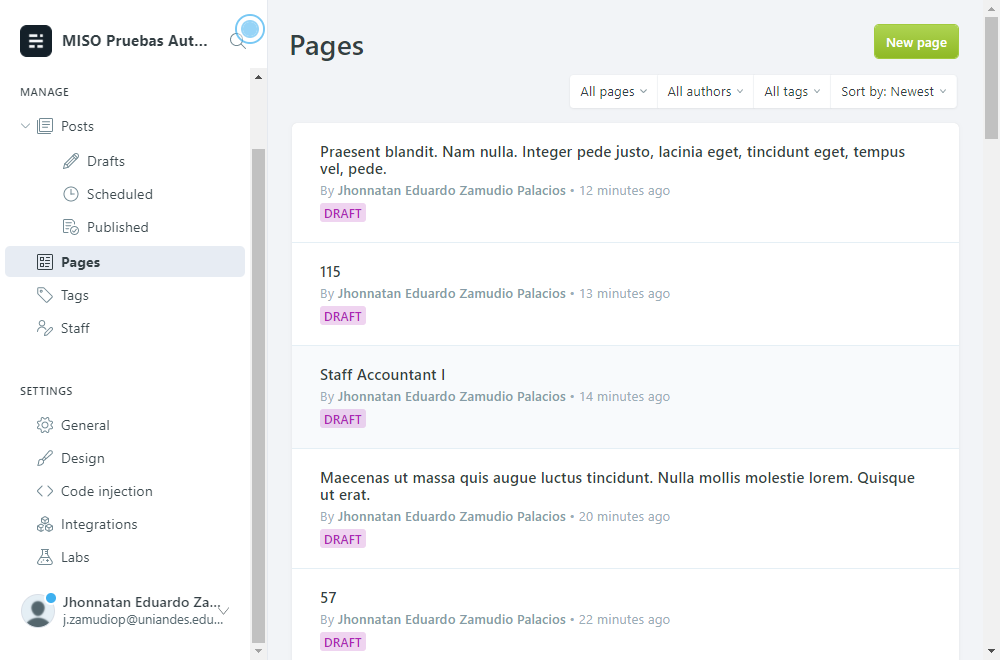 MISO Pruebas Aut...
MANAGE
Posts
Drafts
Scheduled
Published
Pages
Tags
Staff
SETTINGS
General
Design
Code injection
Integrations
Labs
Jhonnatan Eduardo Za...
j.zamudiop@uniandes.edu...
Pages
New page
All pages
All authors
All tags
Sort by: Newest
Praesent blandit. Nam nulla. Integer pede justo, lacinia eget, tincidunt eget, tempus
vel, pede.
By Jhonnatan Eduardo Zamudio Palacios • 12 minutes ago
DRAFT
115
By Jhonnatan Eduardo Zamudio Palacios • 13 minutes ago
DRAFT
Staff Accountant I
By Jhonnatan Eduardo Zamudio Palacios • 14 minutes ago
DRAFT
Maecenas ut massa quis augue luctus tincidunt. Nulla mollis molestie lorem. Quisque
ut erat.
By Jhonnatan Eduardo Zamudio Palacios • 20 minutes ago
DRAFT
57
By Jhonnatan Eduardo Zamudio Palacios • 22 minutes ago
DRAFT